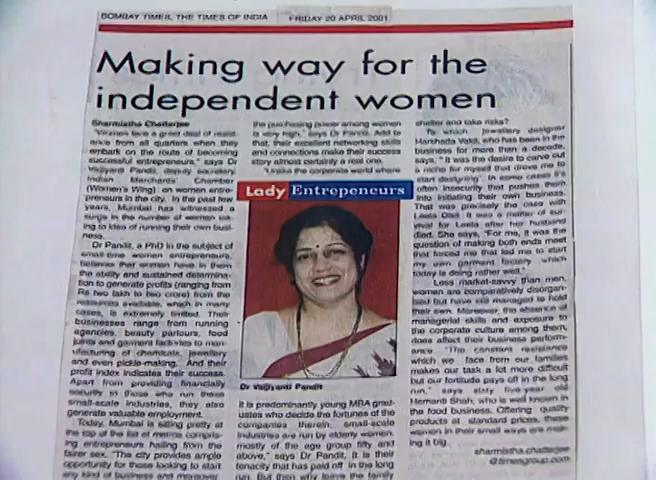 BOMBAY TIMES, THE TIMES OF INDIA
FRIDAY 20 APRIL 2001
Making way for the
independent women
Sharmistha Chatterjee
"Women face a great deal of resist-
ance from all quarters when they
embark on the route of becoming
successful entrepreneurs," says Dr
Vaijyanti Pandit, deputy secretary
Indian Merchants' Chamber
(Women's Wing) on women entre-
preneurs in the city. In the past few
years, Mumbai has witnessed a
surge in the number of women tak-
ing to idea of running their own busi-
ness.
Dr Pandit, a PhD in the subject of
small-time women entrepreneurs,
believes that women have in them
the ability and sustained determina-
tion to generate profits (ranging from
Rs two lakh to two crore) from the
resources available, which in many
cases, is extremely limited. Their
businesses range from running
agencies, beauty parlours, food
joints and garment factories to man-
ufacturing of chemicals, jewellery
and even pickle-making. And their
profit index indicates their success.
Apart from providing financially
security to those who run these
small-scale industries, they also
generate valuable employment.
Today, Mumbai is sitting pretty at
the top of the list of metros compris-
ing entrepreneurs hailing from the
fairer sex. "The city provides ample
opportunity for those looking to start
any kind of business and moreover
the purchasing power among women
is very high," says Dr Pandit. Add to
that, their excellent networking skills
and connections make their success
story almost certainly a real one.
"Unlike the corporate world where
Lady Entrepeneurs
Dr Vaijyanti Pandit
it is predominantly young MBA grad-
uates who decide the fortunes of the
companies therein, small-scale
industries are run by elderly women,
mostly of the age group fifty and
above," says Dr Pandit. It is their
tenacity that has paid off in the long
run. But then why leave the family
shelter and take risks?
To which jewellery designer
Harshada Vakil, who has been in the
business for more than a decade,
says, "It was the desire to carve out
a niche for myself that drove me to
start designing". In some cases it's
often insecurity that pushes them
into initiating their own business.
That was precisely the case with
Leela. It was a matter of sur-
vival for Leela after her husband
died. She says, "For me, it was the
question of making both ends meet
that forced me to start
my own garment factory which
today is doing rather well."
Less market-savvy than men,
women are comparatively disorgan-
ised but have still managed to hold
their own. Moreover, the absence of
managerial skills and exposure to
the corporate culture among them,
does affect their business perform-
ance. "The constant resistance
which we face from our families
makes our task a lot more difficult
but our fortitude pays off in the long
run," says sixty five-year old
Hemanti Shah, who is well known in
the food business. Offering quality
products at standard prices, these
women in their small ways are mak-
ing it big.
sharmistha.chatterjee
@timesgroup.com